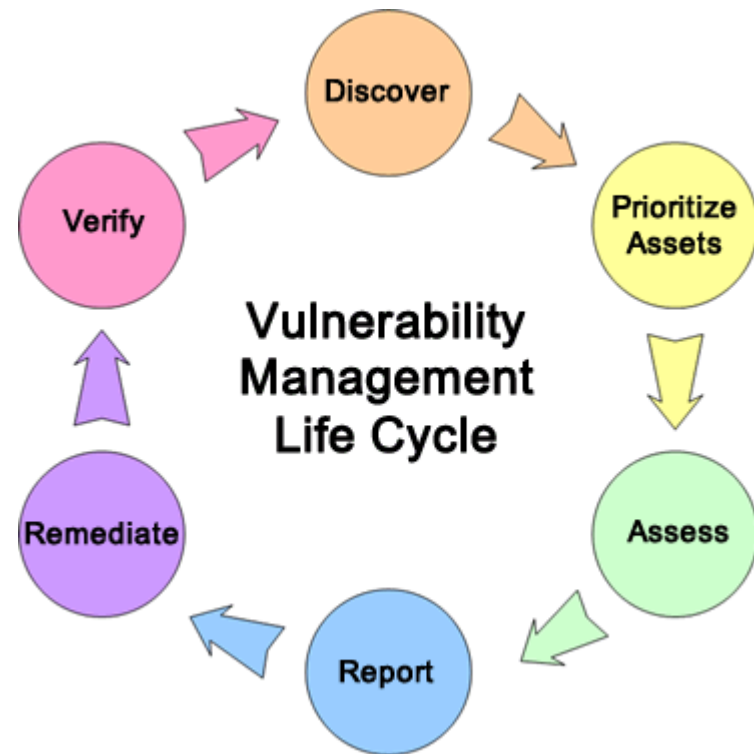 Discover
Prioritize
Assets
Assess
Report
Remediate
Verify
Vulnerability
Management
Life Cycle